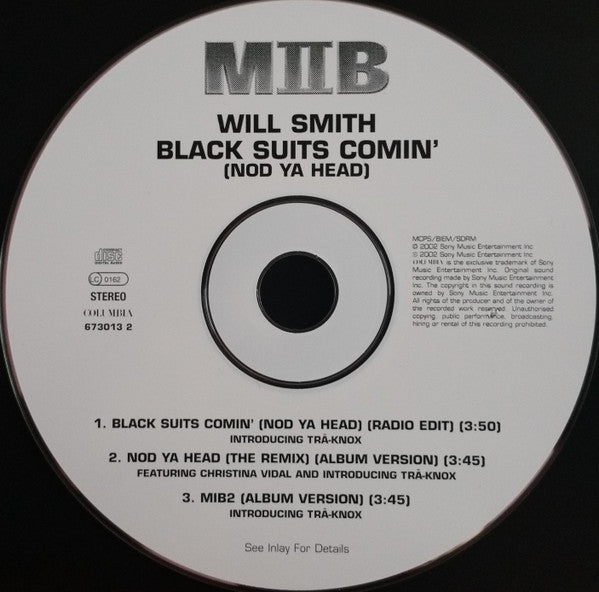 MIIB
WILL SMITH
BLACK SUITS COMIN'
(NOD YA HEAD)
COMPACT
disc
DIGITAL AUDIO
LC 0162
STEREO
COLUMBIA
673013 2
MCPS/BIEM/SDRM
℗ 2002 Sony Music Entertainment Inc
© 2002 Sony Music Entertainment Inc
COLUMBIA is the exclusive trademark of Sony
Music Entertainment Inc. Original sound
recording made by Sony Music Entertainment
Inc. The copyright in this sound recording is
owned by Sony Music Entertainment Inc.
All rights of the producer and of the owner of
the recorded work reserved. Unauthorised
copying, public performance, broadcasting,
hiring or rental of this recording prohibited.
1. BLACK SUITS COMIN' (NOD YA HEAD) (RADIO EDIT) (3:50)
INTRODUCING TRÂ-KNOX
2. NOD YA HEAD (THE REMIX) (ALBUM VERSION) (3:45)
FEATURING CHRISTINA VIDAL AND INTRODUCING TRÂ-KNOX
3. MIB2 (ALBUM VERSION) (3:45)
INTRODUCING TRÂ-KNOX
See Inlay For Details